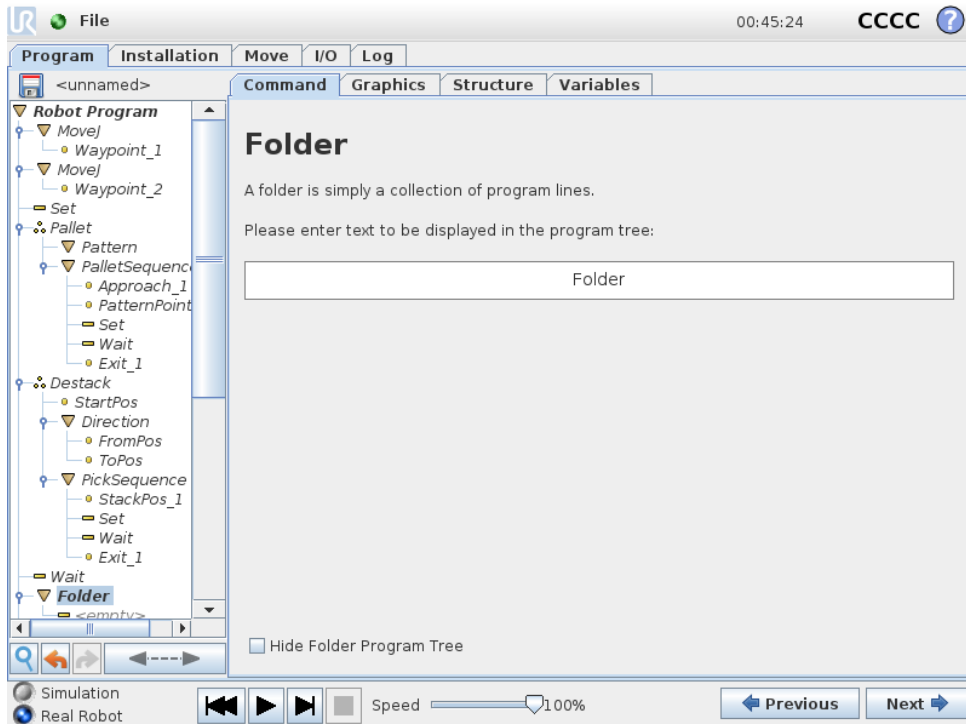 UR File 00:45:24 CCCC ?
Program Installation Move I/O Log
<unnamed>
Command Graphics Structure Variables
Robot Program
MoveJ
Waypoint_1
MoveJ
Waypoint_2
Set
Pallet
Pattern
PalletSequenc
Approach_1
PatternPoint
Set
Wait
Exit_1
Destack
StartPos
Direction
FromPos
ToPos
PickSequence
StackPos_1
Set
Wait
Exit_1
Wait
Folder
<empty>
Folder
A folder is simply a collection of program lines.
Please enter text to be displayed in the program tree:
Folder
Hide Folder Program Tree
Simulation
Real Robot
Speed 100%
Previous Next